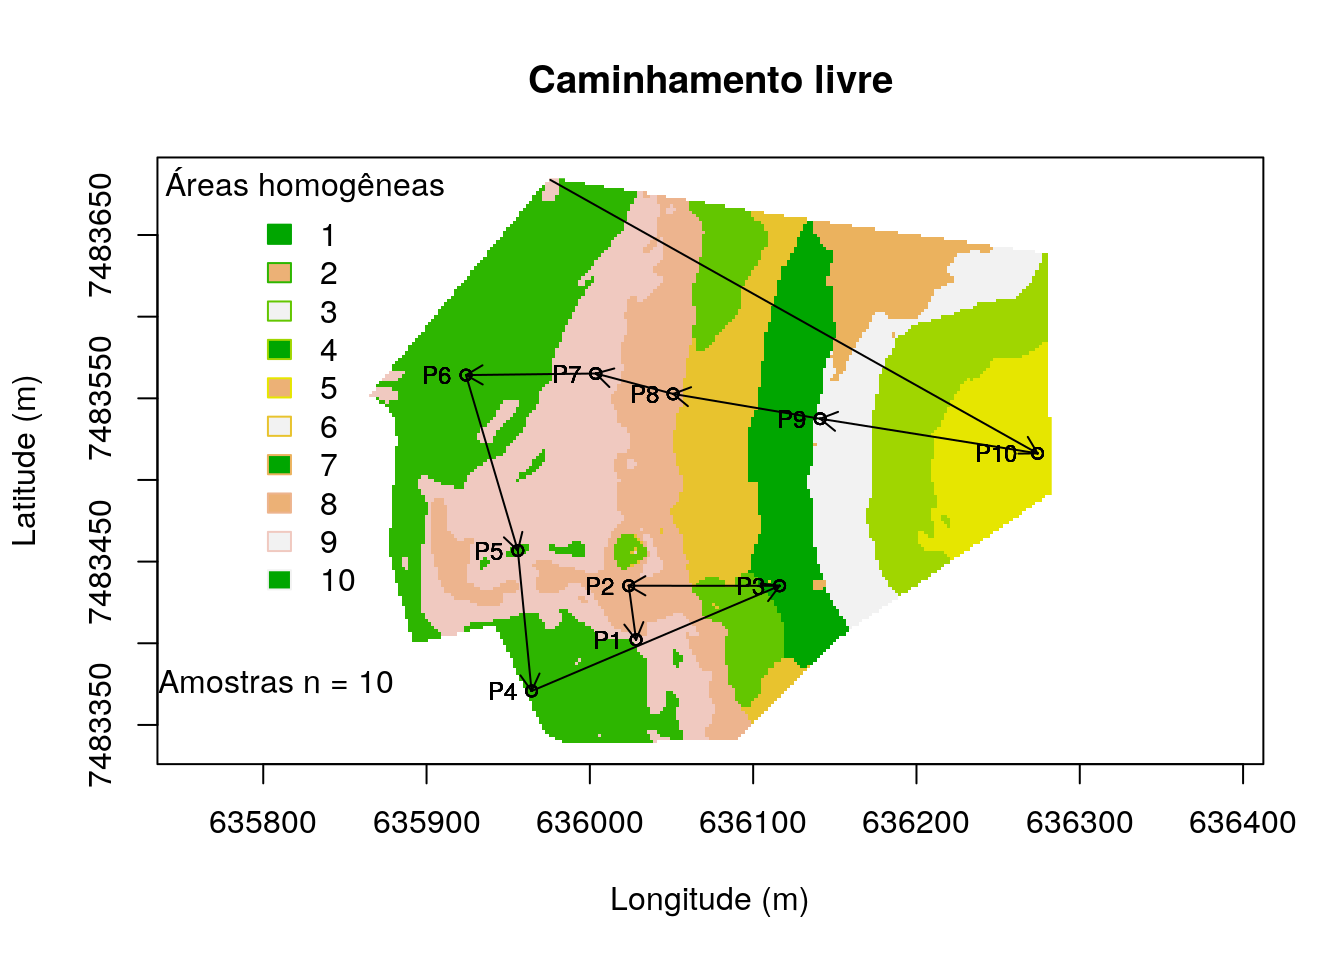 Caminhamento livre
Áreas homogêneas
1
2
3
4
5
6
7
8
9
10
Amostras n = 10
P6
P7
P8
P9
P10
P5
P2
P3
P1
P4
Latitude (m)
7483650
7483550
7483450
7483350
635800 635900 636000 636100 636200 636300 636400
Longitude (m)